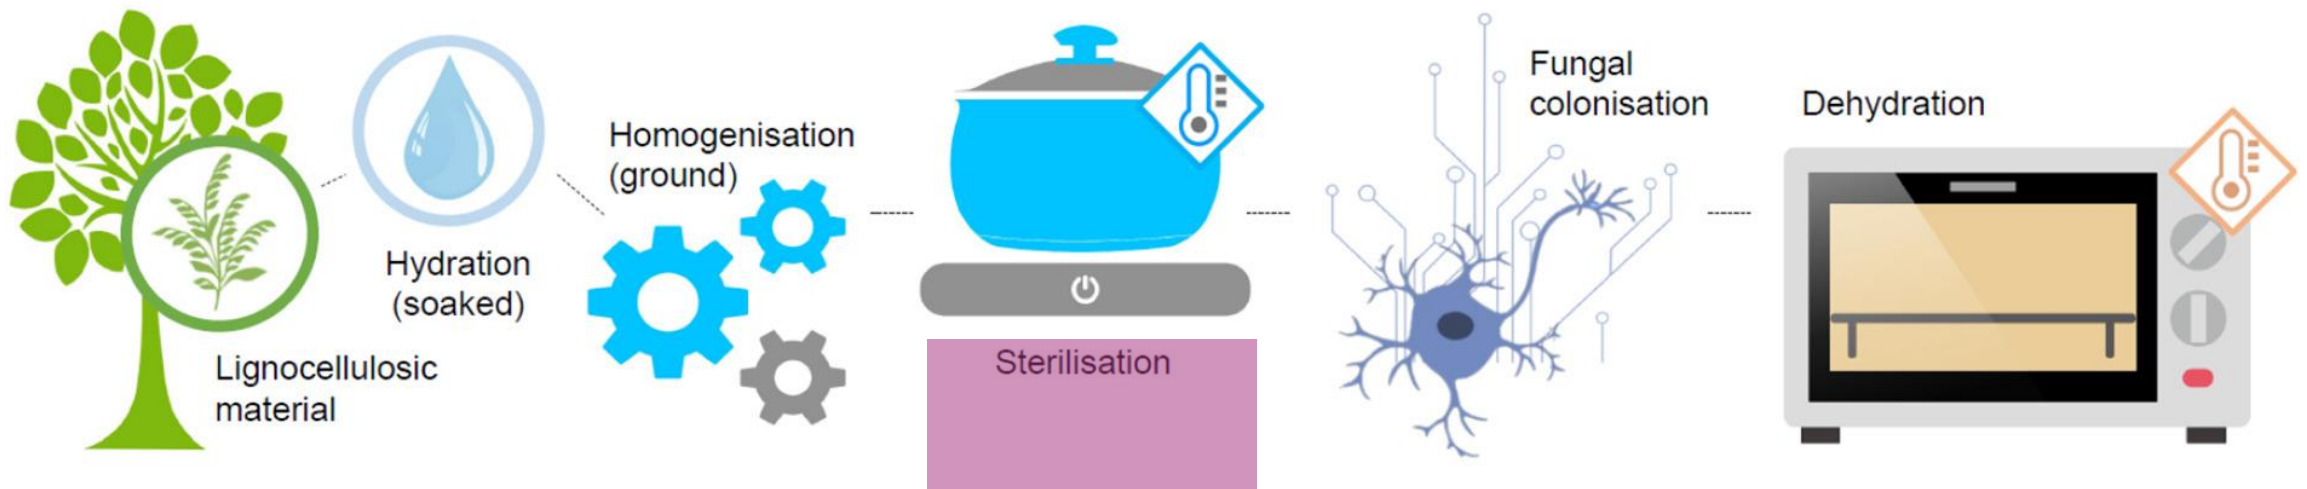 Lignocellulosic
material
Hydration
(soaked)
Homogenisation
(ground)
Sterilisation
Fungal
colonisation
Dehydration